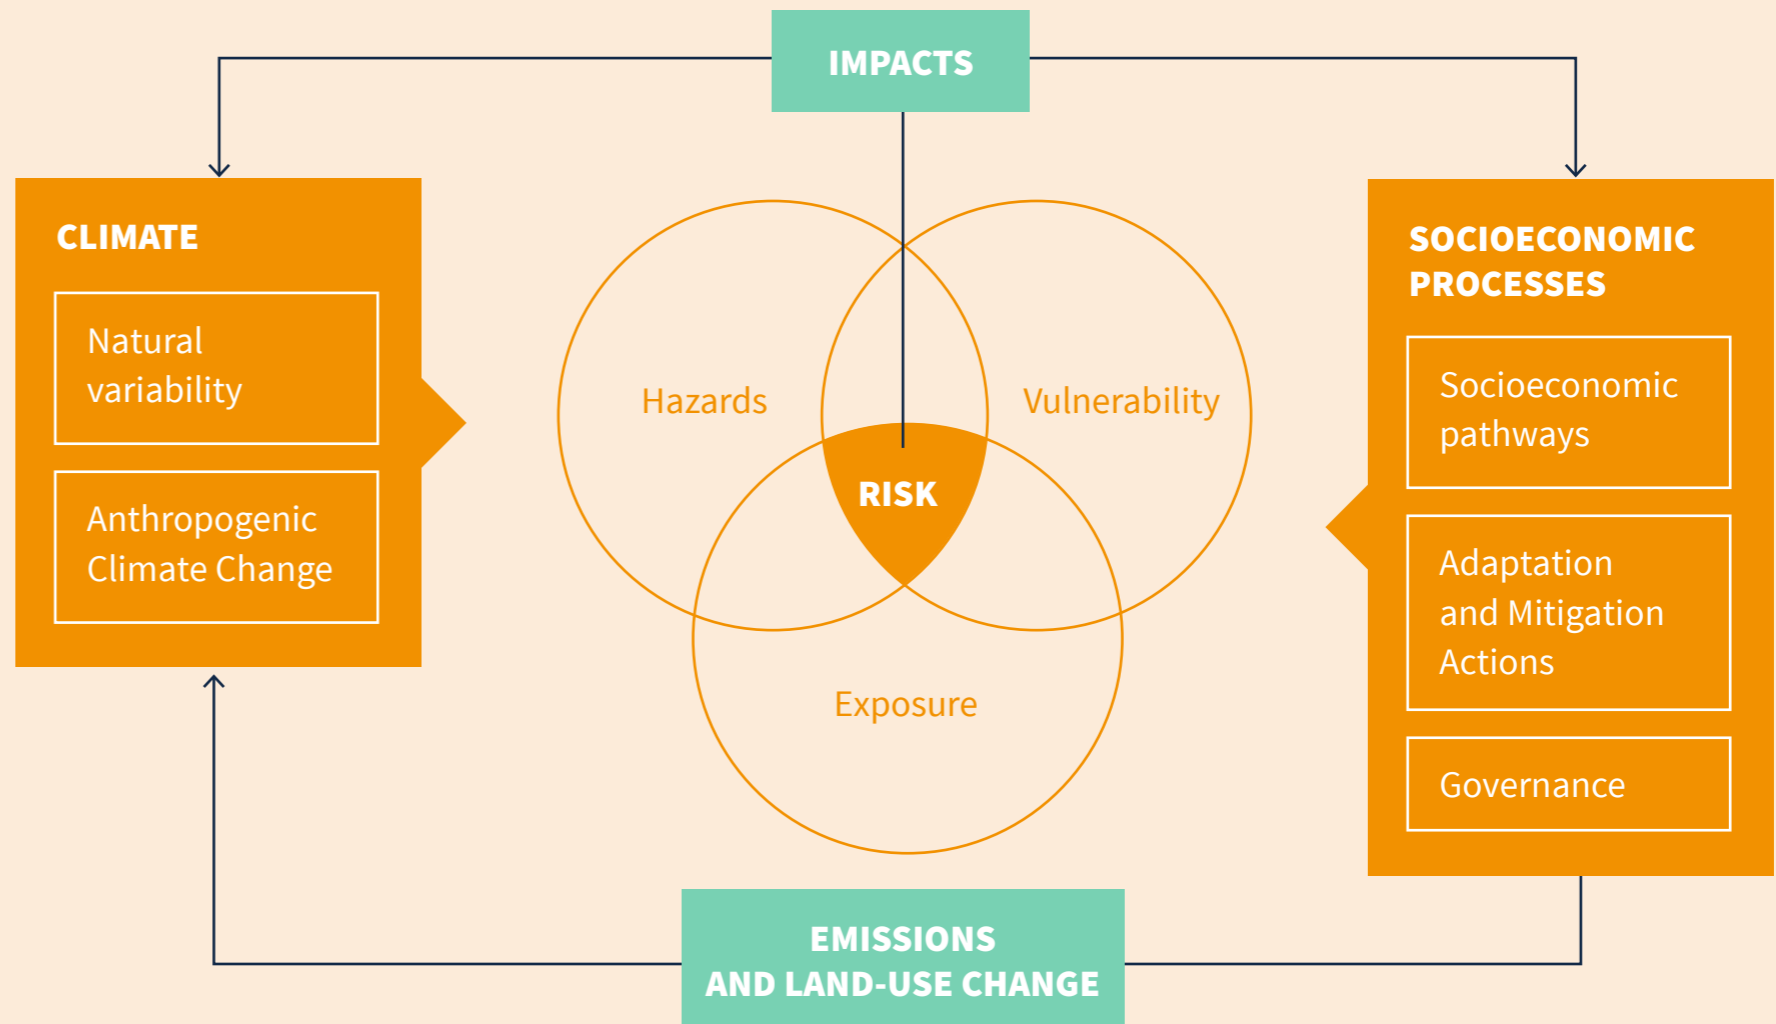 IMPACTS
CLIMATE
Natural
variability
Anthropogenic
Climate Change
Hazards
Vulnerability
RISK
Exposure
SOCIOECONOMIC
PROCESSES
Socioeconomic
pathways
Adaptation
and Mitigation
Actions
Governance
EMISSIONS
AND LAND-USE CHANGE